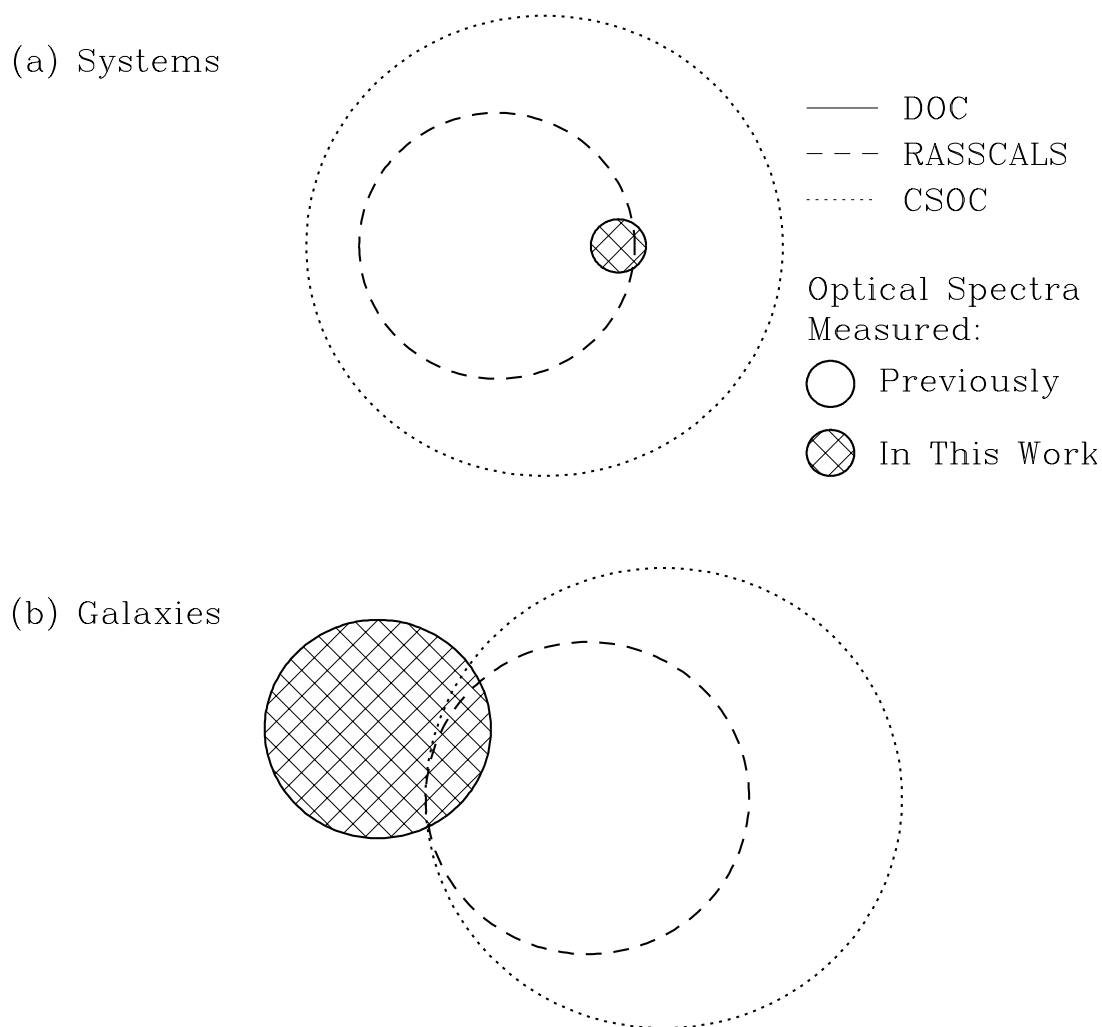 (a) Systems
DOC
RASSCALS
CSOC
Optical Spectra
Measured:
Previously
In This Work
(b) Galaxies